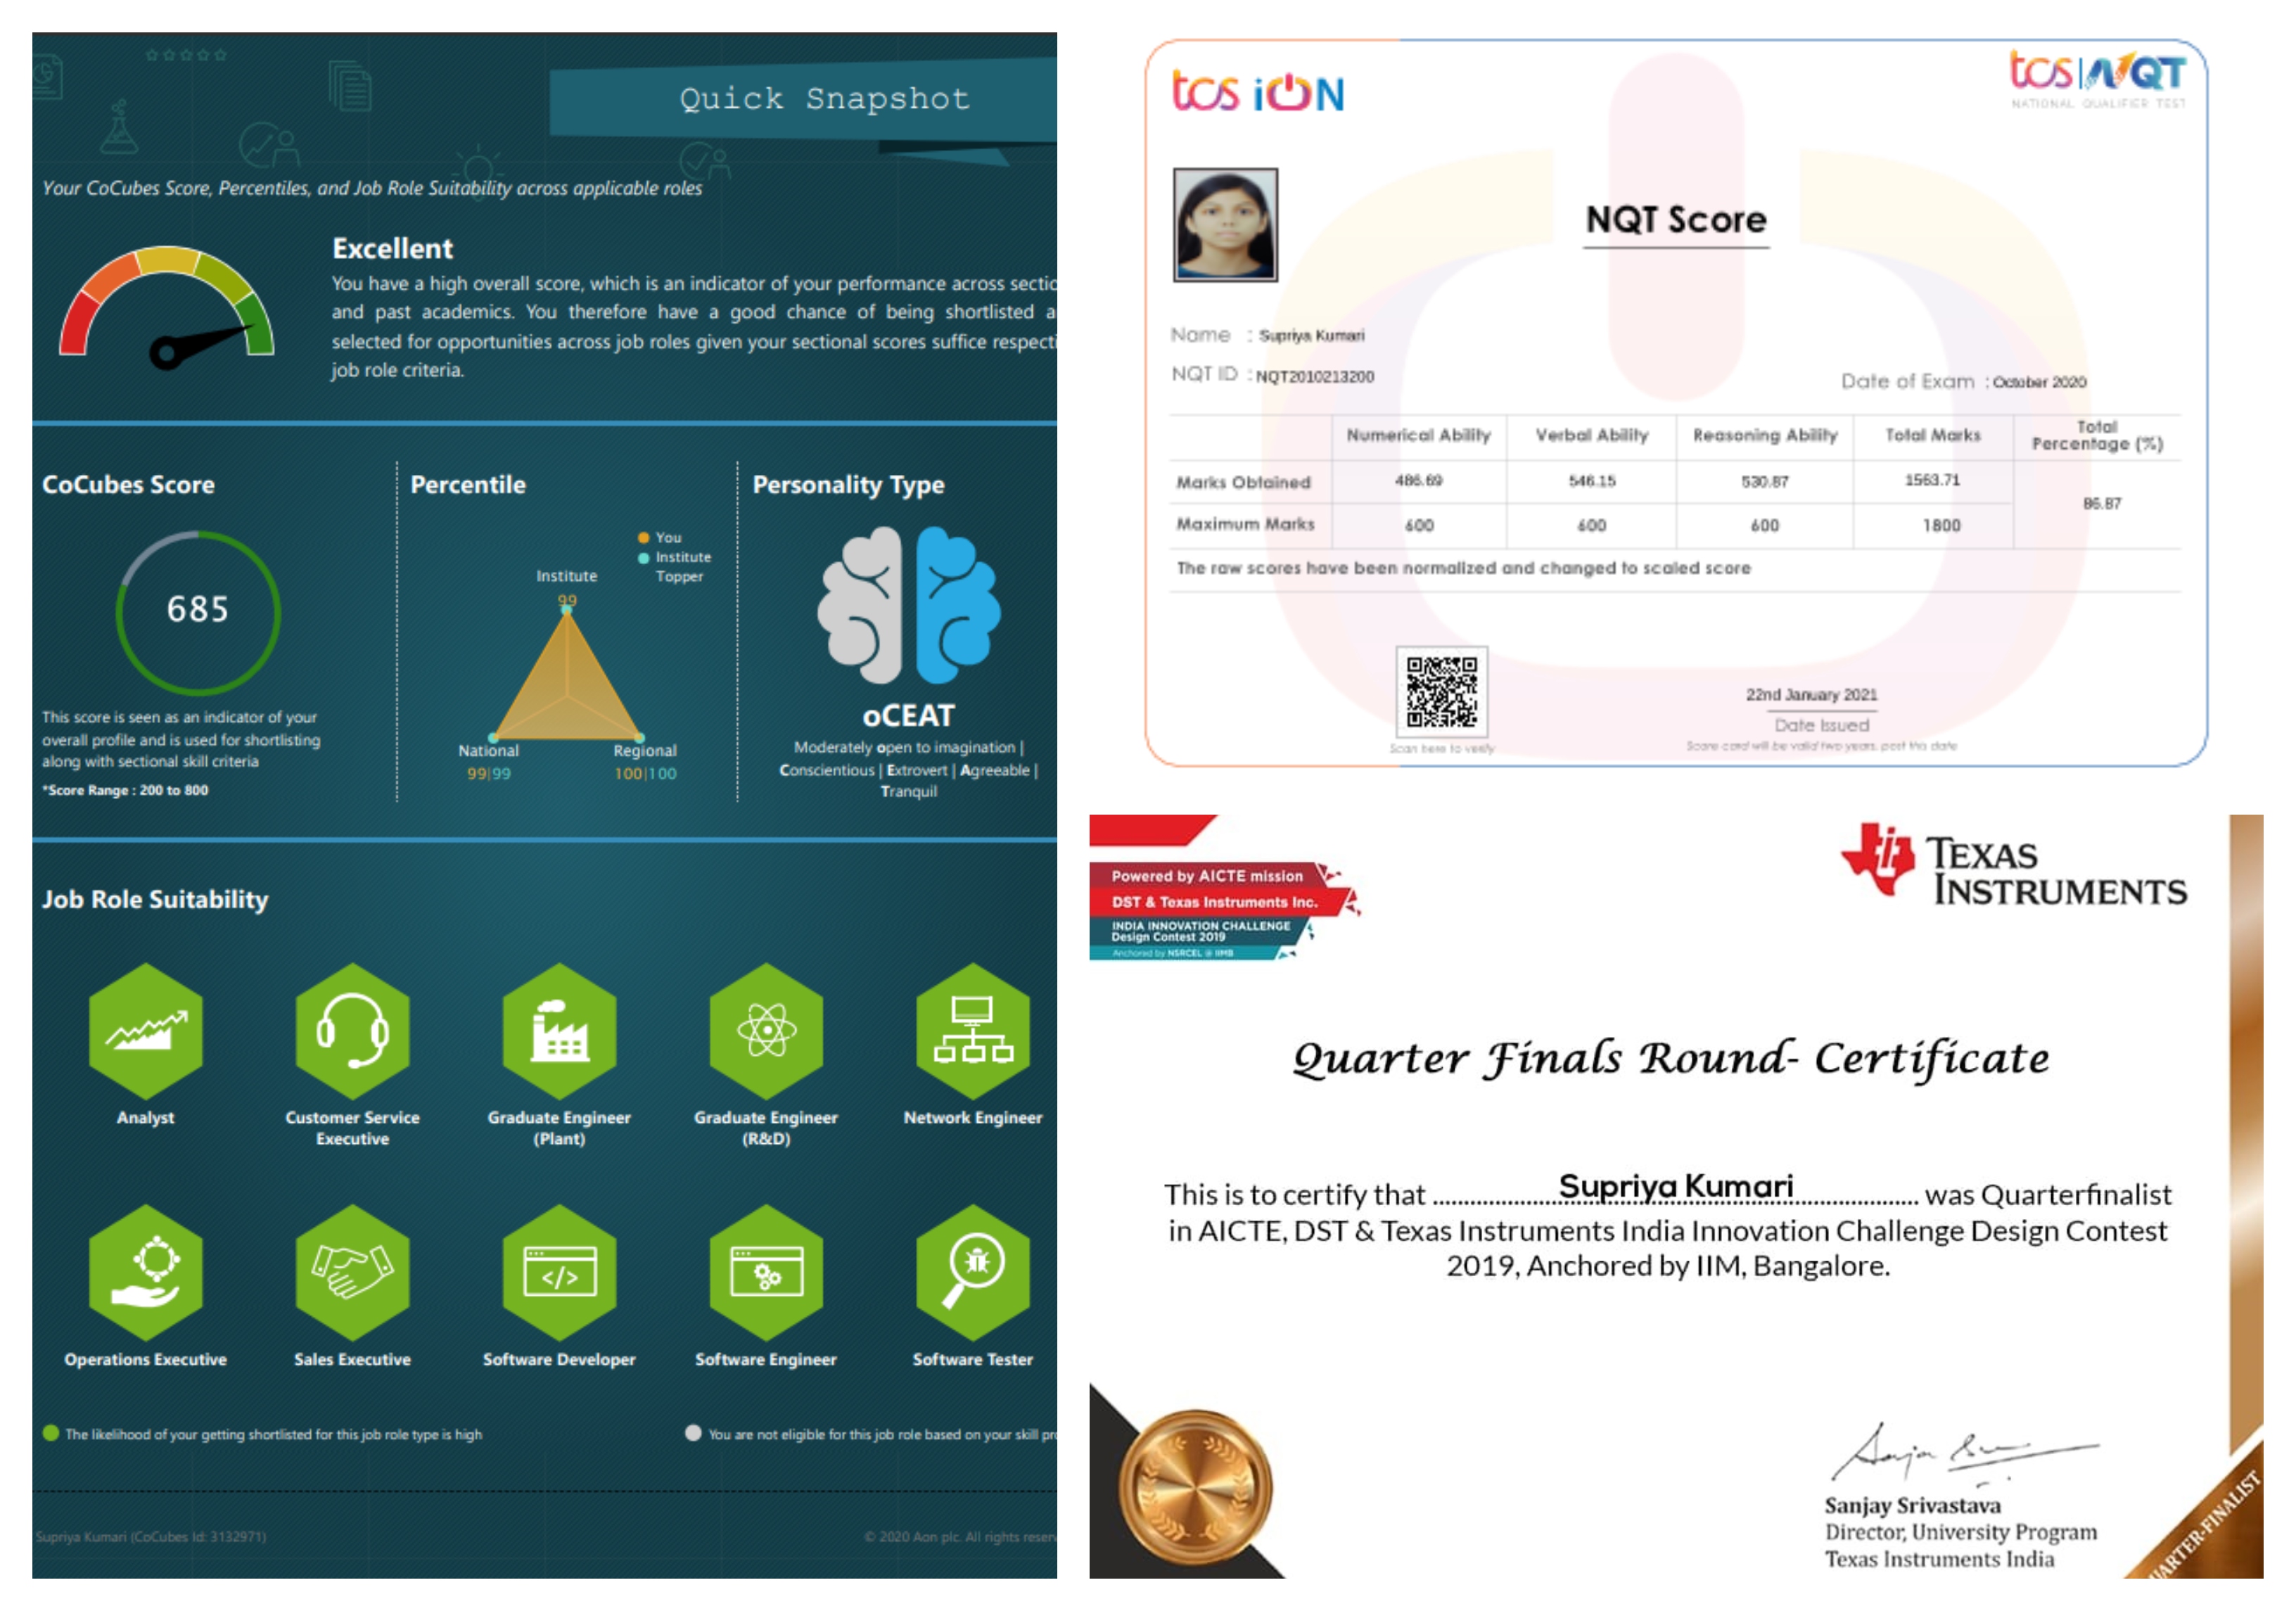 Quick Snapshot
Your CoCubes Score, Percentiles, and Job Role Suitability across applicable roles
Excellent
You have a high overall score, which is an indicator of your performance across sectio
and past academics. You therefore have a good chance of being shortlisted a
selected for opportunities across job roles given your sectional scores suffice respecti
job role criteria.
CoCubes Score
685
This score is seen as an indicator of your
overall profile and is used for shortlisting
along with sectional skill criteria
*Score Range : 200 to 800
Percentile
You
Institute
Topper
Institute
99
National
99|99
Regional
100|100
Personality Type
oCEAT
Moderately open to imagination |
Conscientious | Extrovert | Agreeable |
Tranquil
Job Role Suitability
Analyst
Customer Service
Executive
Graduate Engineer
(Plant)
Graduate Engineer
(R&D)
Network Engineer
Operations Executive
Sales Executive
Software Developer
Software Engineer
Software Tester
The likelihood of your getting shortlisted for this job role type is high
You are not eligible for this job role based on your skill pro
Supriya Kumari (CoCubes Id: 3132971)
© 2020 Aon plc. All rights reserv
tcs iON
tcs|NQT
NATIONAL QUALIFIER TEST
NQT Score
Name : Supriya Kumari
NQT ID : NQT2010213200
Date of Exam : October 2020
Numerical Ability Verbal Ability Reasoning Ability Total Marks Total Percentage (%)
Marks Obtained 486.69 546.15 530.87 1563.71 86.87
Maximum Marks 600 600 600 1800
The raw scores have been normalized and changed to scaled score
Scan here to verify
22nd January 2021
Date Issued
Score card will be valid two years, post this date
Powered by AICTE mission
DST & Texas Instruments Inc.
INDIA INNOVATION CHALLENGE
Design Contest 2019
Anchored by NSRCEL @ IIMB
TEXAS
INSTRUMENTS
Quarter Finals Round- Certificate
This is to certify that ....................Supriya Kumari.................... was Quarterfinalist
in AICTE, DST & Texas Instruments India Innovation Challenge Design Contest
2019, Anchored by IIM, Bangalore.
Sanjay Srivastava
Director, University Program
Texas Instruments India
UARTER-FINALIST